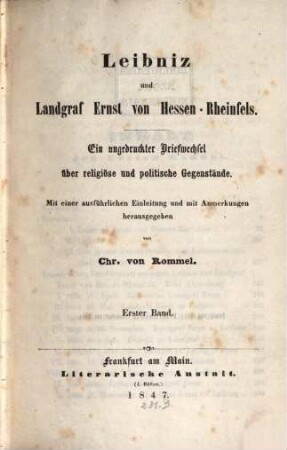 Leibniz
und
Landgraf Ernst von Hessen-Rheinfels.
Ein ungedruckter Briefwechsel
über religiöse und politische Gegenstände.
Mit einer ausführlichen Einleitung und mit Anmerkungen
herausgegeben
von
Chr. von Rommel.
Erster Band.
Frankfurt am Main.
Literarische Anstalt.
(J. Rütten.)
1847.